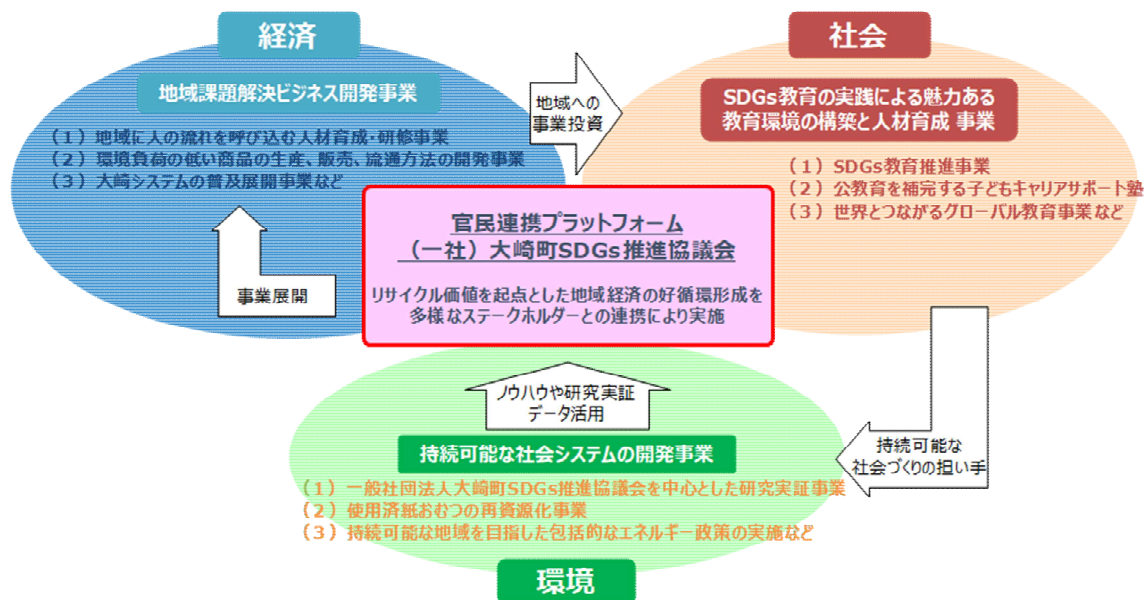 経済
地域課題解決ビジネス開発事業
（１）地域に人の流れを呼び込む人材育成・研修事業
（２）環境負荷の低い商品の生産、販売、流通方法の開発事業
（３）大崎システムの普及展開事業など
事業展開
地域への
事業投資
社会
SDGs教育の実践による魅力ある
教育環境の構築と人材育成 事業
（１）SDGs教育推進事業
（２）公教育を補完する子どもキャリアサポート塾
（３）世界とつながるグローバル教育事業など
官民連携プラットフォーム
（一社）大崎町SDGs推進協議会
リサイクル価値を起点とした地域経済の好循環形成を
多様なステークホルダーとの連携により実施
持続可能な
社会づくりの担い手
ノウハウや研究実証
データ活用
持続可能な社会システムの開発事業
（１）一般社団法人大崎町SDGs推進協議会を中心とした研究実証事業
（２）使用済紙おむつの再資源化事業
（３）持続可能な地域を目指した包括的なエネルギー政策の実施など
環境